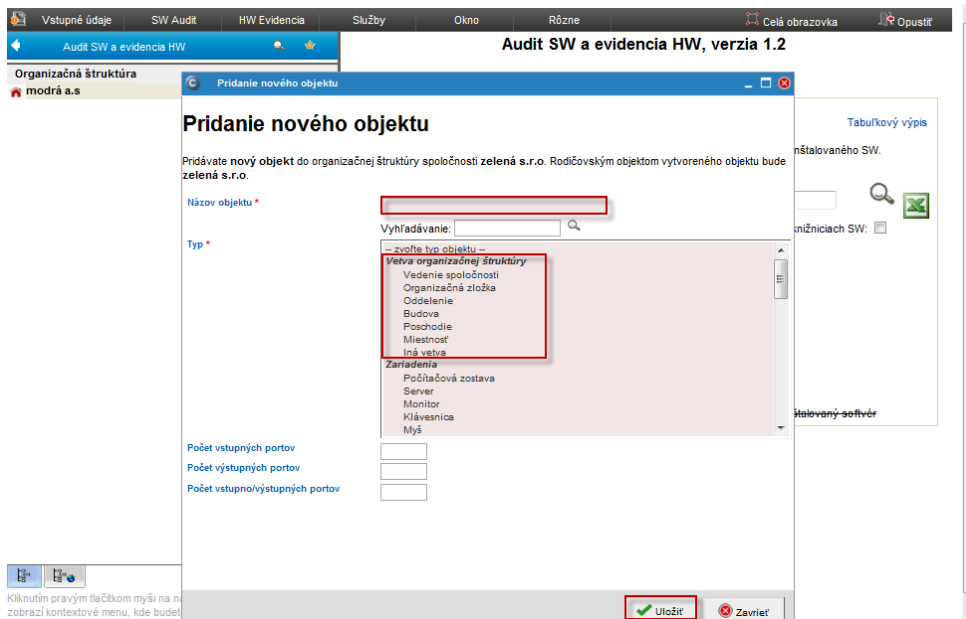 Vstupné údaje SW Audit HW Evidencia Služby Okno Rôzne Celá obrazovka Opustiť
Audit SW a evidencia HW
Audit SW a evidencia HW, verzia 1.2
Organizačná štruktúra
modrá a.s
Pridanie nového objektu
Pridanie nového objektu
Tabuľkový výpis
Pridávate nový objekt do organizačnej štruktúry spoločnosti zelená s.r.o. Rodičovským objektom vytvoreného objektu bude
zelená s.r.o.
nštalovaného SW.
Názov objektu *
Vyhľadávanie:
knižniciach SW:
Typ *
-- zvoľte typ objektu --
Vetva organizačnej štruktúry
Vedenie spoločnosti
Organizačná zložka
Oddelenie
Budova
Poschodie
Miestnosť
Iná vetva
Zariadenia
Počítačová zostava
Server
Monitor
Klávesnica
Myš
štalovaný softvér
Počet vstupných portov
Počet výstupných portov
Počet vstupno/výstupných portov
Kliknutím pravým tlačítkom myši na
zobrazí kontextové menu, kde budet
Uložiť Zavrieť